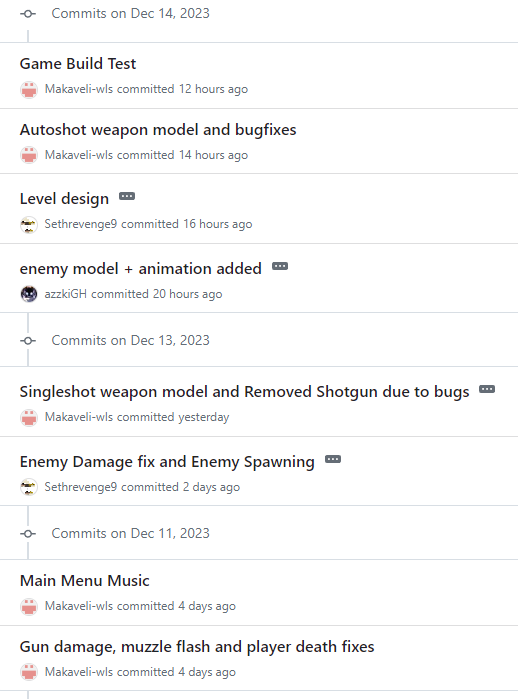 Commits on Dec 14, 2023
Game Build Test
Makaveli-wls committed 12 hours ago
Autoshot weapon model and bugfixes
Makaveli-wls committed 14 hours ago
Level design
Sethrevenge9 committed 16 hours ago
enemy model + animation added
azzkiGH committed 20 hours ago
Commits on Dec 13, 2023
Singleshot weapon model and Removed Shotgun due to bugs
Makaveli-wls committed yesterday
Enemy Damage fix and Enemy Spawning
Sethrevenge9 committed 2 days ago
Commits on Dec 11, 2023
Main Menu Music
Makaveli-wls committed 4 days ago
Gun damage, muzzle flash and player death fixes
Makaveli-wls committed 4 days ago